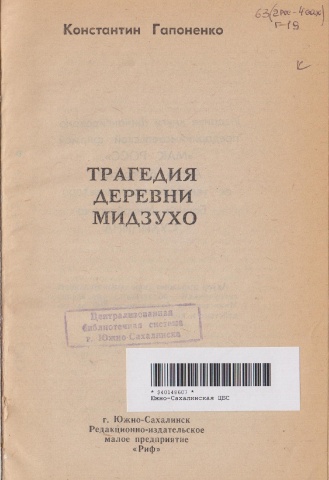 Константин Гапоненко
63(2Рос-4Сах)
Г-19
ТРАГЕДИЯ
ДЕРЕВНИ
МИДЗУХО
Централизованная
библиотечная система
г. Южно-Сахалинска
Южно-Сахалинская ЦБС
г. Южно-Сахалинск
Редакционно-издательское
малое предприятие
«Риф»